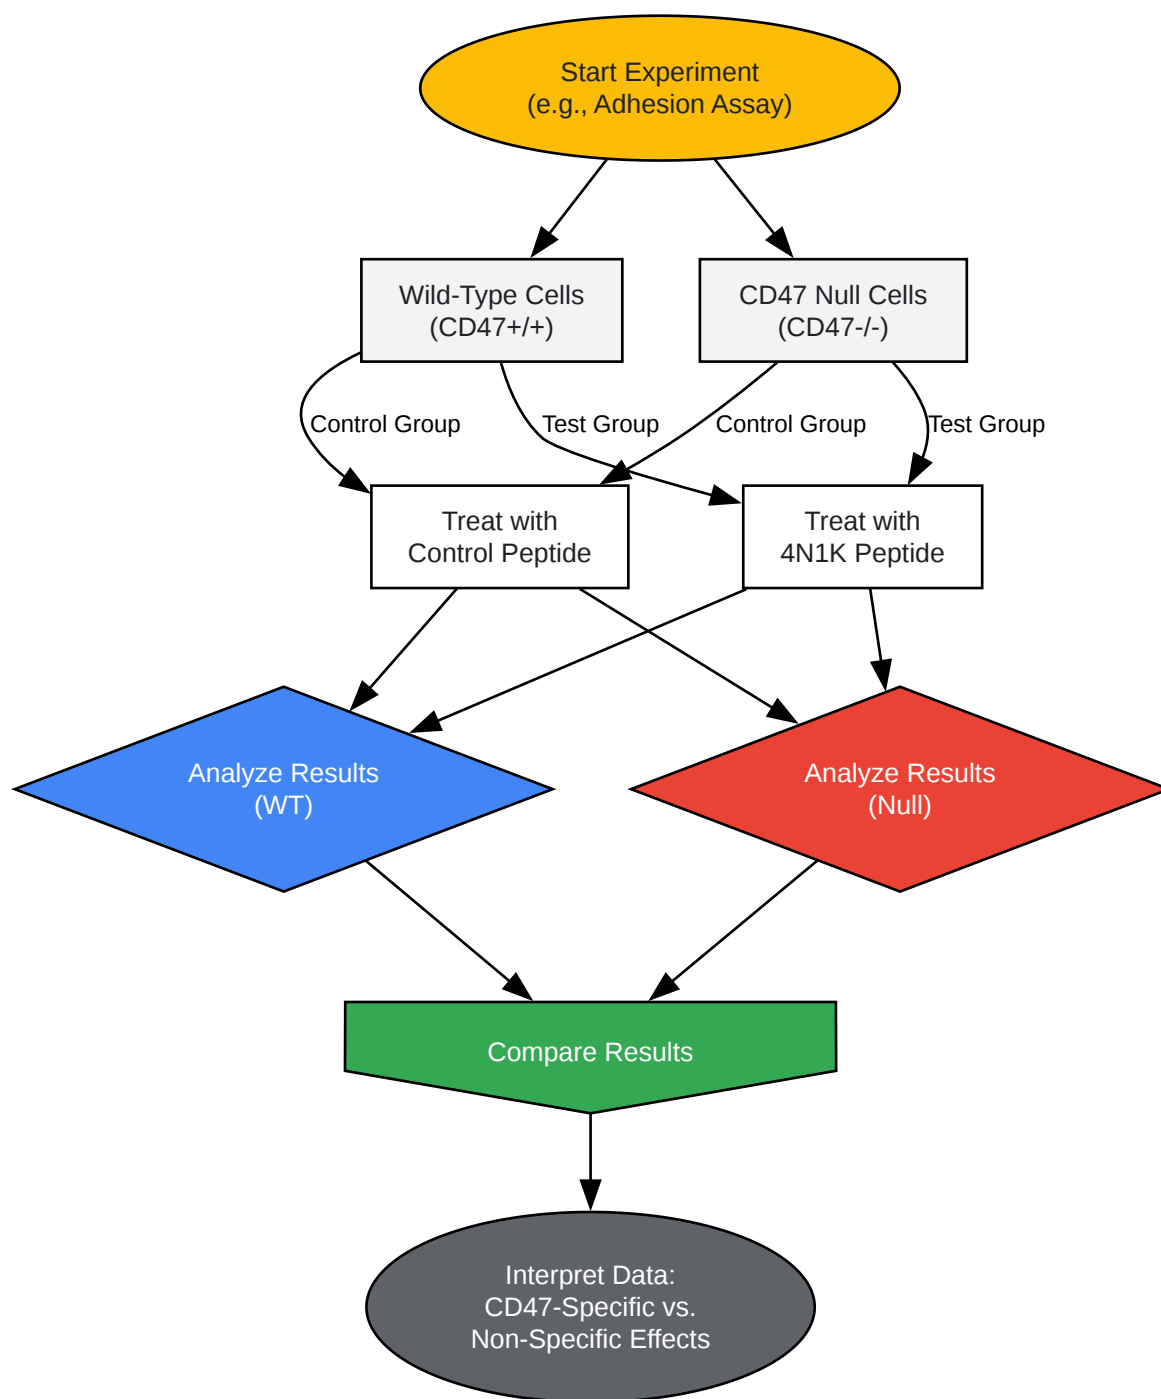 Start Experiment
(e.g., Adhesion Assay)
Wild-Type Cells
(CD47+/+)
CD47 Null Cells
(CD47-/-)
Control Group
Test Group
Control Group
Test Group
Treat with
Control Peptide
Treat with
4N1K Peptide
Analyze Results
(WT)
Analyze Results
(Null)
Compare Results
Interpret Data:
CD47-Specific vs.
Non-Specific Effects